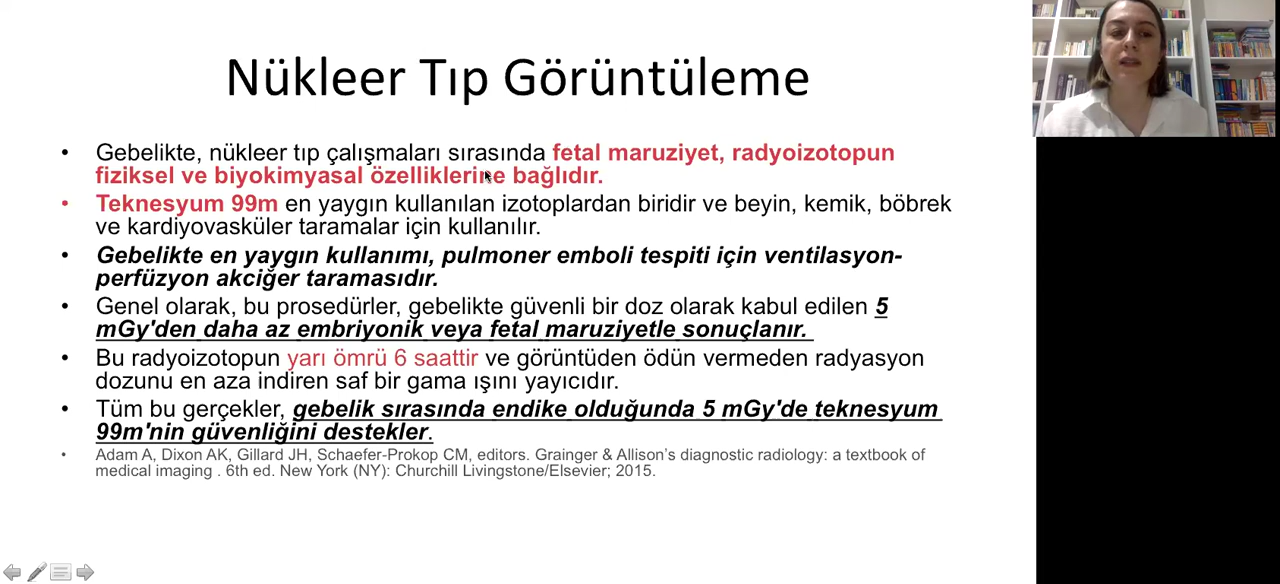 Nükleer Tıp Görüntüleme
• Gebelikte, nükleer tıp çalışmaları sırasında fetal maruziyet, radyoizotopun
fiziksel ve biyokimyasal özelliklerine bağlıdır.
• Teknesyum 99m en yaygın kullanılan izotoplardan biridir ve beyin, kemik, böbrek
ve kardiyovasküler taramalar için kullanılır.
• Gebelikte en yaygın kullanımı, pulmoner emboli tespiti için ventilasyon-
perfüzyon akciğer taramasıdır.
• Genel olarak, bu prosedürler, gebelikte güvenli bir doz olarak kabul edilen 5
mGy'den daha az embriyonik veya fetal maruziyetle sonuçlanır.
• Bu radyoizotopun yarı ömrü 6 saattir ve görüntüden ödün vermeden radyasyon
dozunu en aza indiren saf bir gama ışını yayıcıdır.
• Tüm bu gerçekler, gebelik sırasında endike olduğunda 5 mGy'de teknesyum
99m'nin güvenliğini destekler.
• Adam A, Dixon AK, Gillard JH, Schaefer-Prokop CM, editors. Grainger & Allison's diagnostic radiology: a textbook of
medical imaging . 6th ed. New York (NY): Churchill Livingstone/Elsevier; 2015.